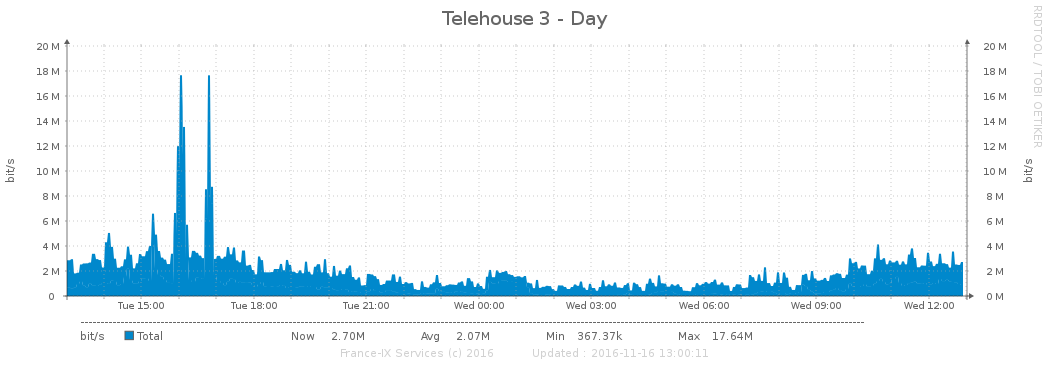 Telehouse 3 - Day
RRDTOOL / TOBI OETIKER
bit/s
20 M 20 M
18 M 18 M
16 M 16 M
14 M 14 M
12 M 12 M
10 M 10 M
8 M 8 M
6 M 6 M
4 M 4 M
2 M 2 M
0 0 M
bit/s
Tue 15:00 Tue 18:00 Tue 21:00 Wed 00:00 Wed 03:00 Wed 06:00 Wed 09:00 Wed 12:00
bit/s Total Now 2.70M Avg 2.07M Min 367.37k Max 17.64M
France-IX Services (c) 2016 Updated : 2016-11-16 13:00:11